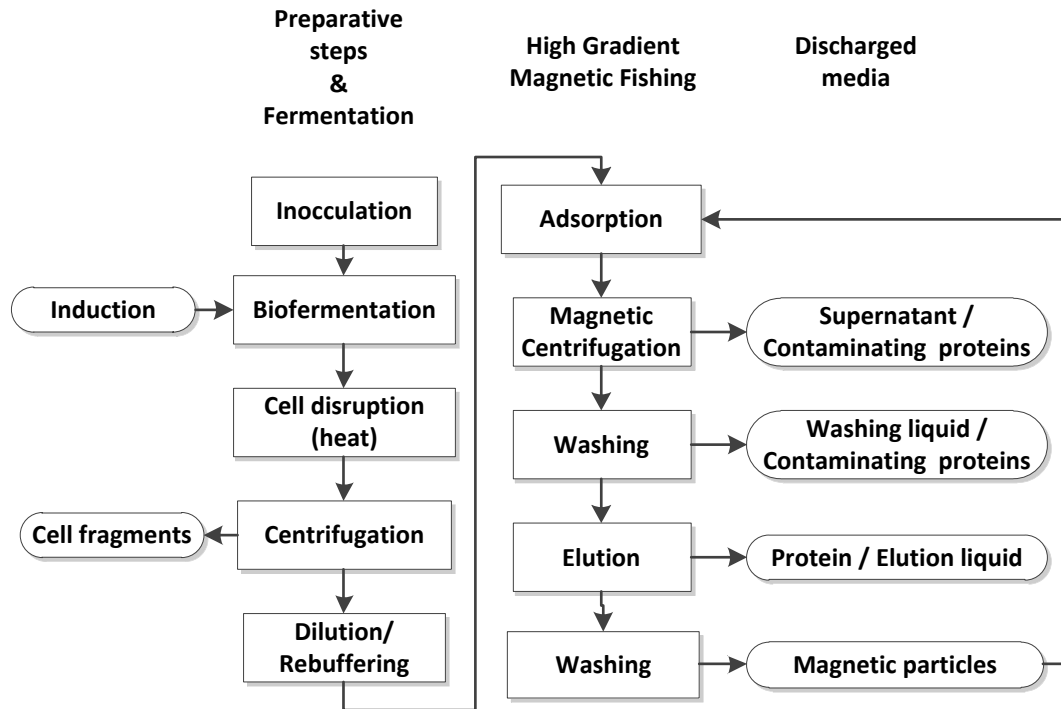 Preparative
steps
&
Fermentation
High Gradient
Magnetic Fishing
Discharged
media
Inocculation
Induction
Biofermentation
Cell disruption
(heat)
Cell fragments
Centrifugation
Dilution/
Rebuffering
Adsorption
Magnetic
Centrifugation
Supernatant /
Contaminating proteins
Washing
Washing liquid /
Contaminating proteins
Elution
Protein / Elution liquid
Washing
Magnetic particles